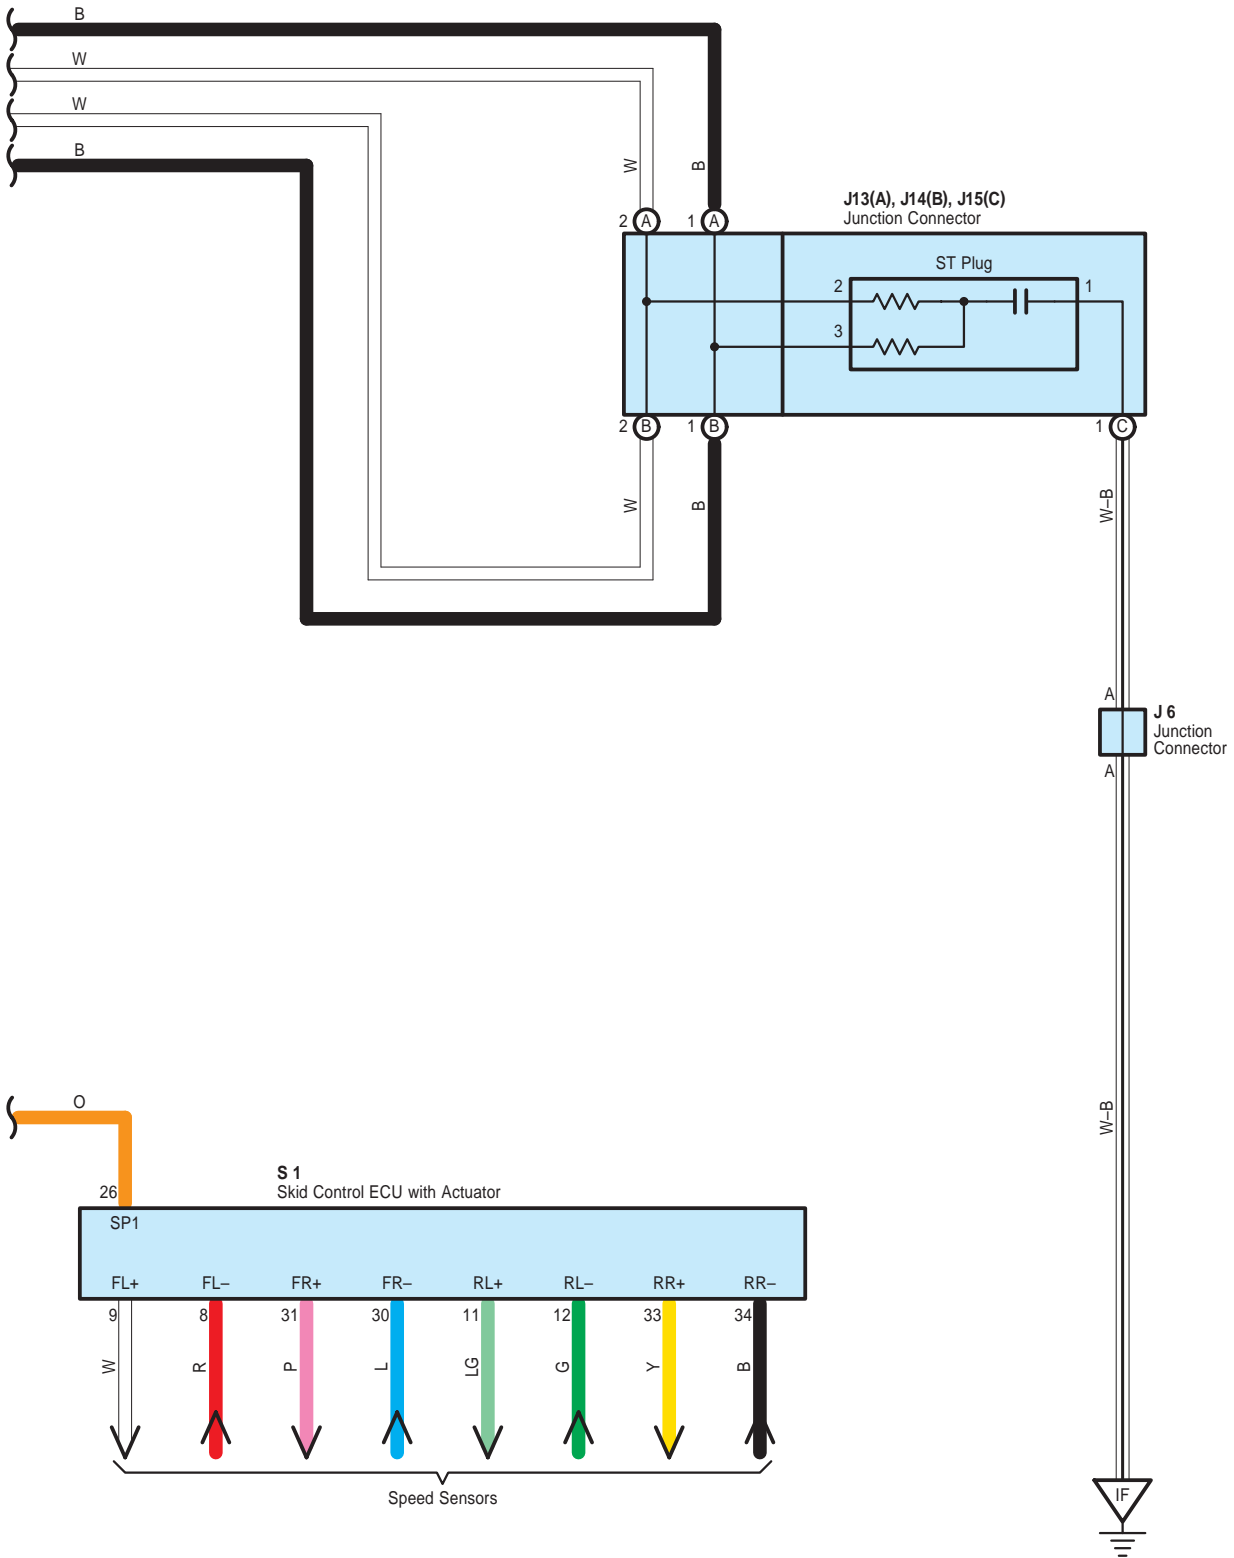 B
W
W
B
W
B
J13(A), J14(B), J15(C)
Junction Connector
2 A 1 A
ST Plug
2
1
3
2 B 1 B
1 C
W
B
W–B
A
J 6
Junction
Connector
A
O
W–B
S 1
Skid Control ECU with Actuator
26
SP1
FL+ FL– FR+ FR– RL+ RL– RR+ RR–
9 8 31 30 11 12 33 34
W R P L LG G Y B
Speed Sensors
IF